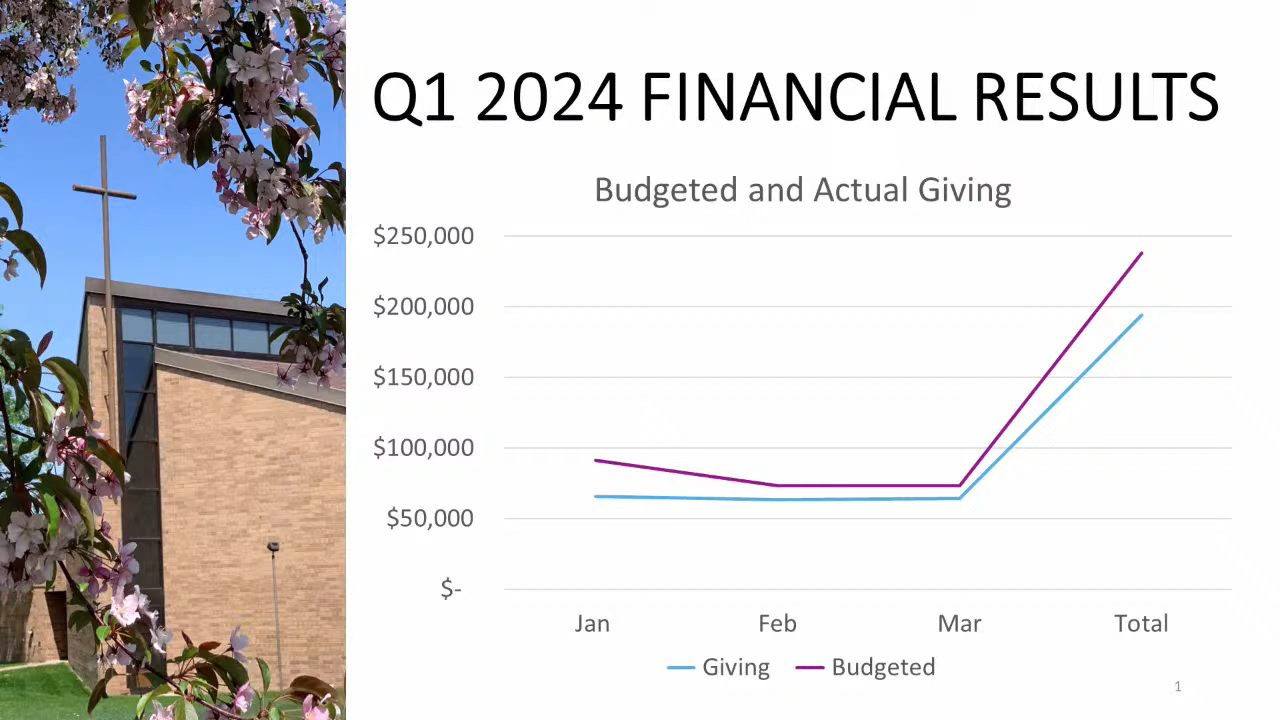 Q1 2024 FINANCIAL RESULTS
Budgeted and Actual Giving
$250,000
$200,000
$150,000
$100,000
$50,000
$-
Jan Feb Mar Total
Giving Budgeted
1